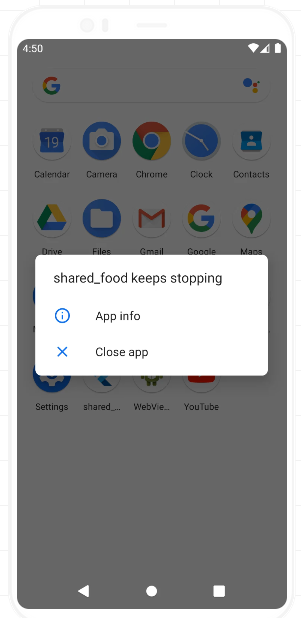 4:50
19
Calendar Camera Chrome Clock Contacts
Drive Files Gmail Google Maps
shared_food keeps stopping
App info
Close app
Settings shared_... WebVie... YouTube